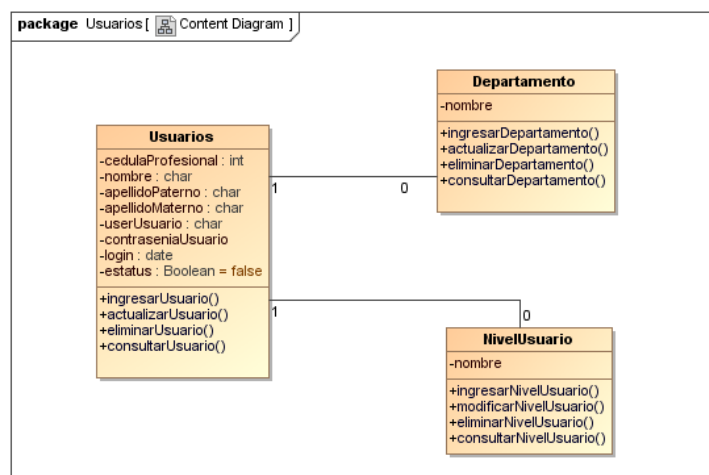 package Usuarios [ Content Diagram ]
Usuarios
-cedulaProfesional : int
-nombre : char
-apellidoPaterno : char
-apellidoMaterno : char
-userUsuario : char
-contraseniaUsuario
-login : date
-estatus : Boolean = false
+ingresarUsuario()
+actualizarUsuario()
+eliminarUsuario()
+consultarUsuario()
1
0
Departamento
-nombre
+ingresarDepartamento()
+actualizarDepartamento()
+eliminarDepartamento()
+consultarDepartamento()
1
0
NivelUsuario
-nombre
+ingresarNivelUsuario()
+modificarNivelUsuario()
+eliminarNivelUsuario()
+consultarNivelUsuario()